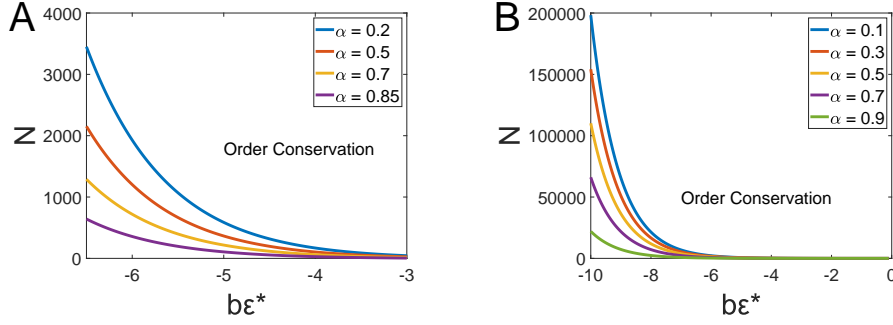 A
4000
3000
2000
1000
0
N
-6
-5
-4
-3
bε*
α = 0.2
α = 0.5
α = 0.7
α = 0.85
Order Conservation
B
200000
150000
100000
50000
0
N
-10
-8
-6
-4
-2
0
bε*
α = 0.1
α = 0.3
α = 0.5
α = 0.7
α = 0.9
Order Conservation